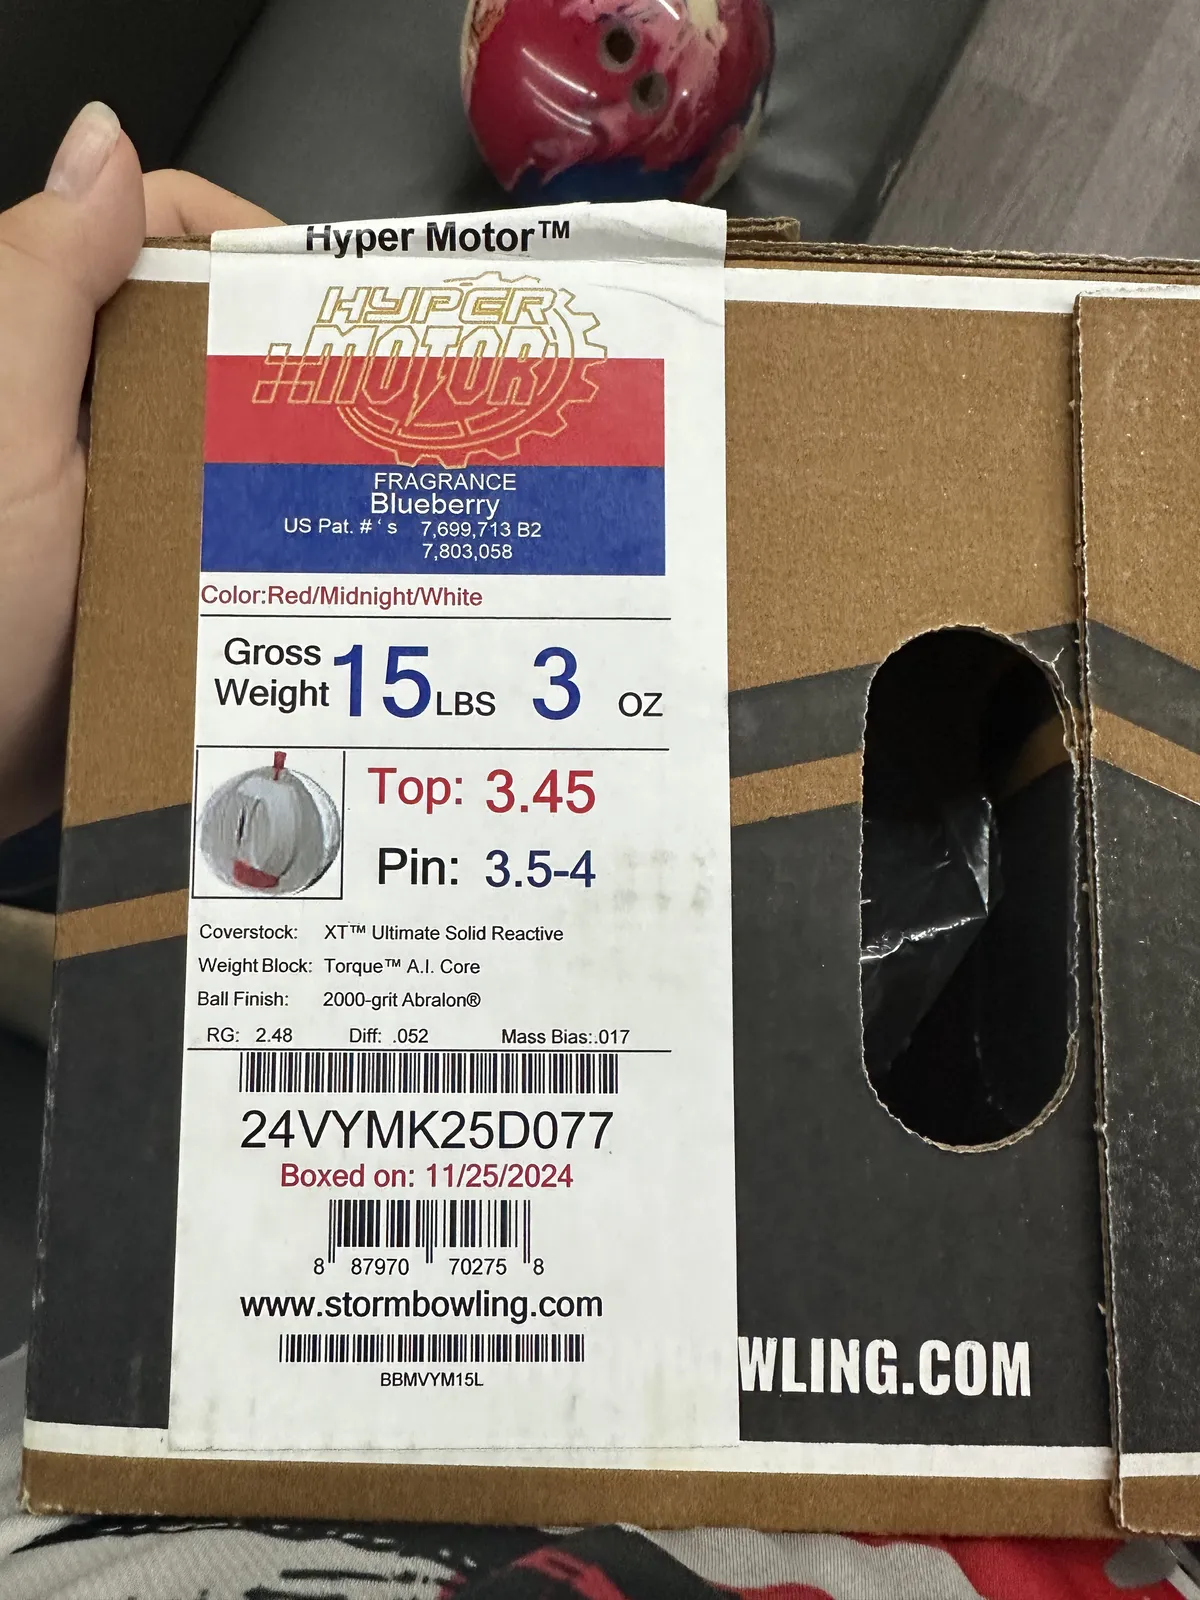 Hyper Motor™
HYPER
MOTOR
FRAGRANCE
Blueberry
US Pat. #'s 7,699,713 B2
7,803,058
Color:Red/Midnight/White
Gross Weight 15 LBS 3 OZ
Top: 3.45
Pin: 3.5-4
Coverstock: XT™ Ultimate Solid Reactive
Weight Block: Torque™ A.I. Core
Ball Finish: 2000-grit Abralon®
RG: 2.48 Diff: .052 Mass Bias:.017
24VYMK25D077
Boxed on: 11/25/2024
8 87970 70275 8
www.stormbowling.com
BBMVYM15L
WLING.COM